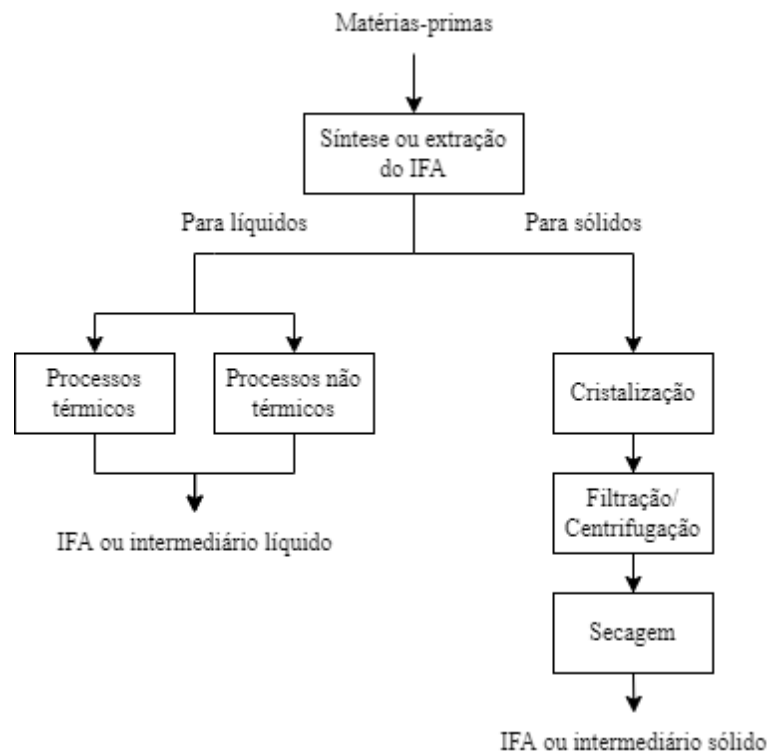 Matérias-primas
Síntese ou extração
do IFA
Para líquidos
Para sólidos
Processos
térmicos
Processos não
térmicos
Cristalização
Filtração/
Centrifugação
IFA ou intermediário líquido
Secagem
IFA ou intermediário sólido